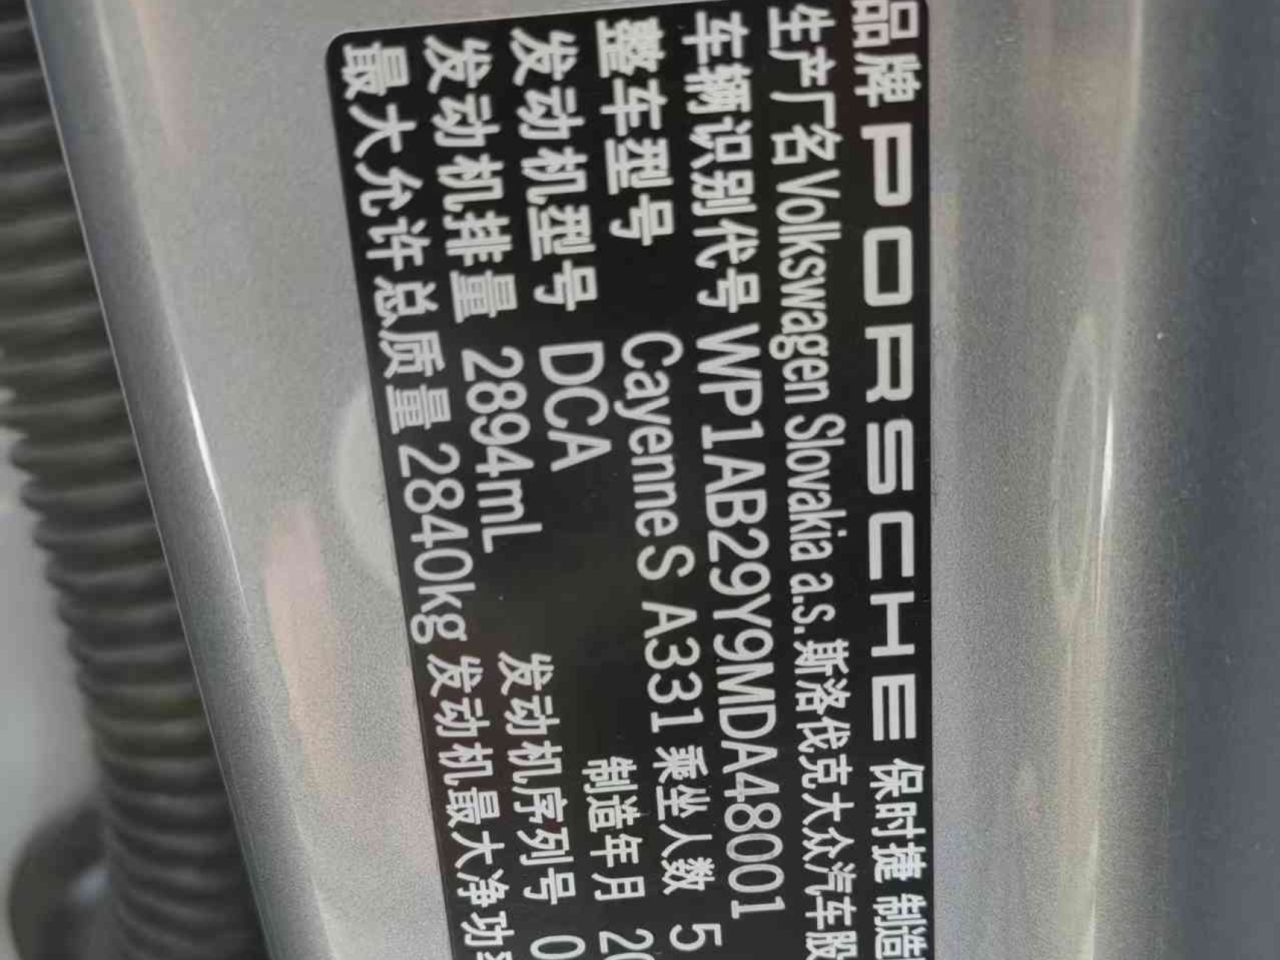 品牌 PORSCHE 保时捷 制造
生产厂名 Volkswagen Slovakia a.s.斯洛伐克大众汽车股
车辆识别代号 WP1AB29Y9MDA48001
整车型号 Cayenne S A331 乘坐人数 5
发动机型号 DCA 制造年月 20
发动机排量 2894mL 发动机序列号 0
最大允许总质量 2840kg 发动机最大净功